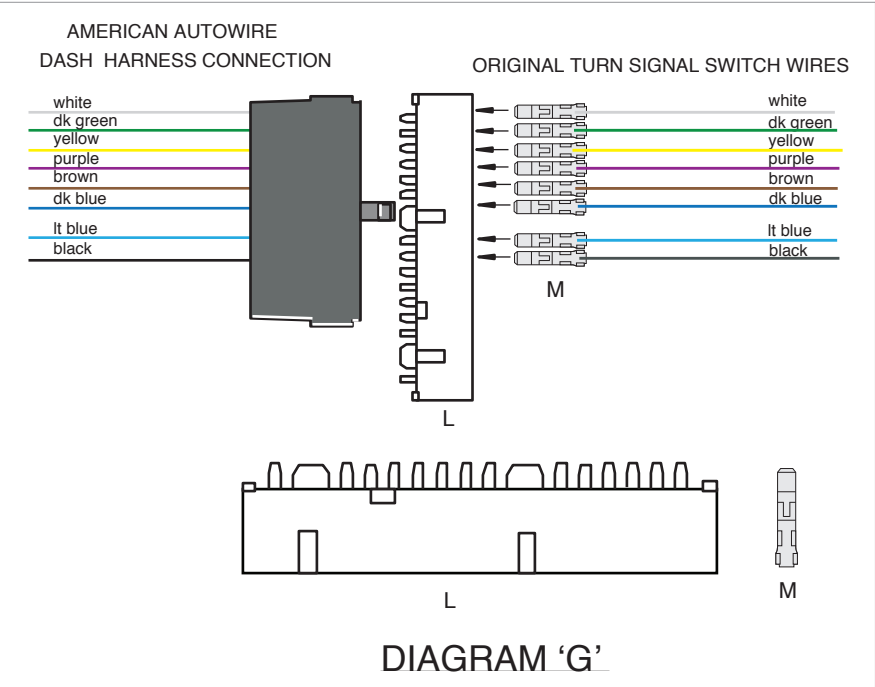 AMERICAN AUTOWIRE
DASH HARNESS CONNECTION
ORIGINAL TURN SIGNAL SWITCH WIRES
white
dk green
yellow
purple
brown
dk blue
lt blue
black
white
dk green
yellow
purple
brown
dk blue
lt blue
black
M
L
L
M
DIAGRAM ‘G’